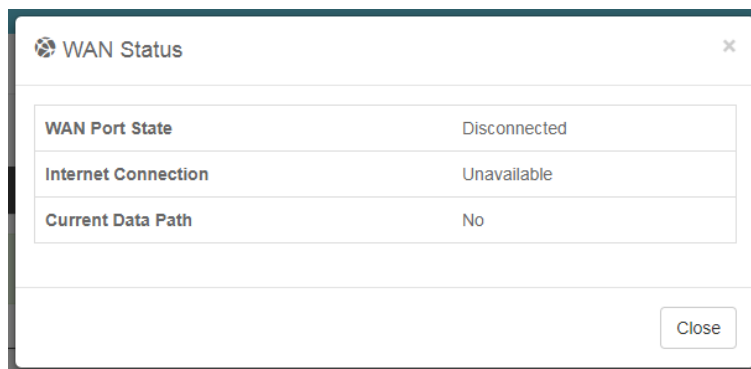 WAN Status
×
WAN Port State Disconnected
Internet Connection Unavailable
Current Data Path No
Close